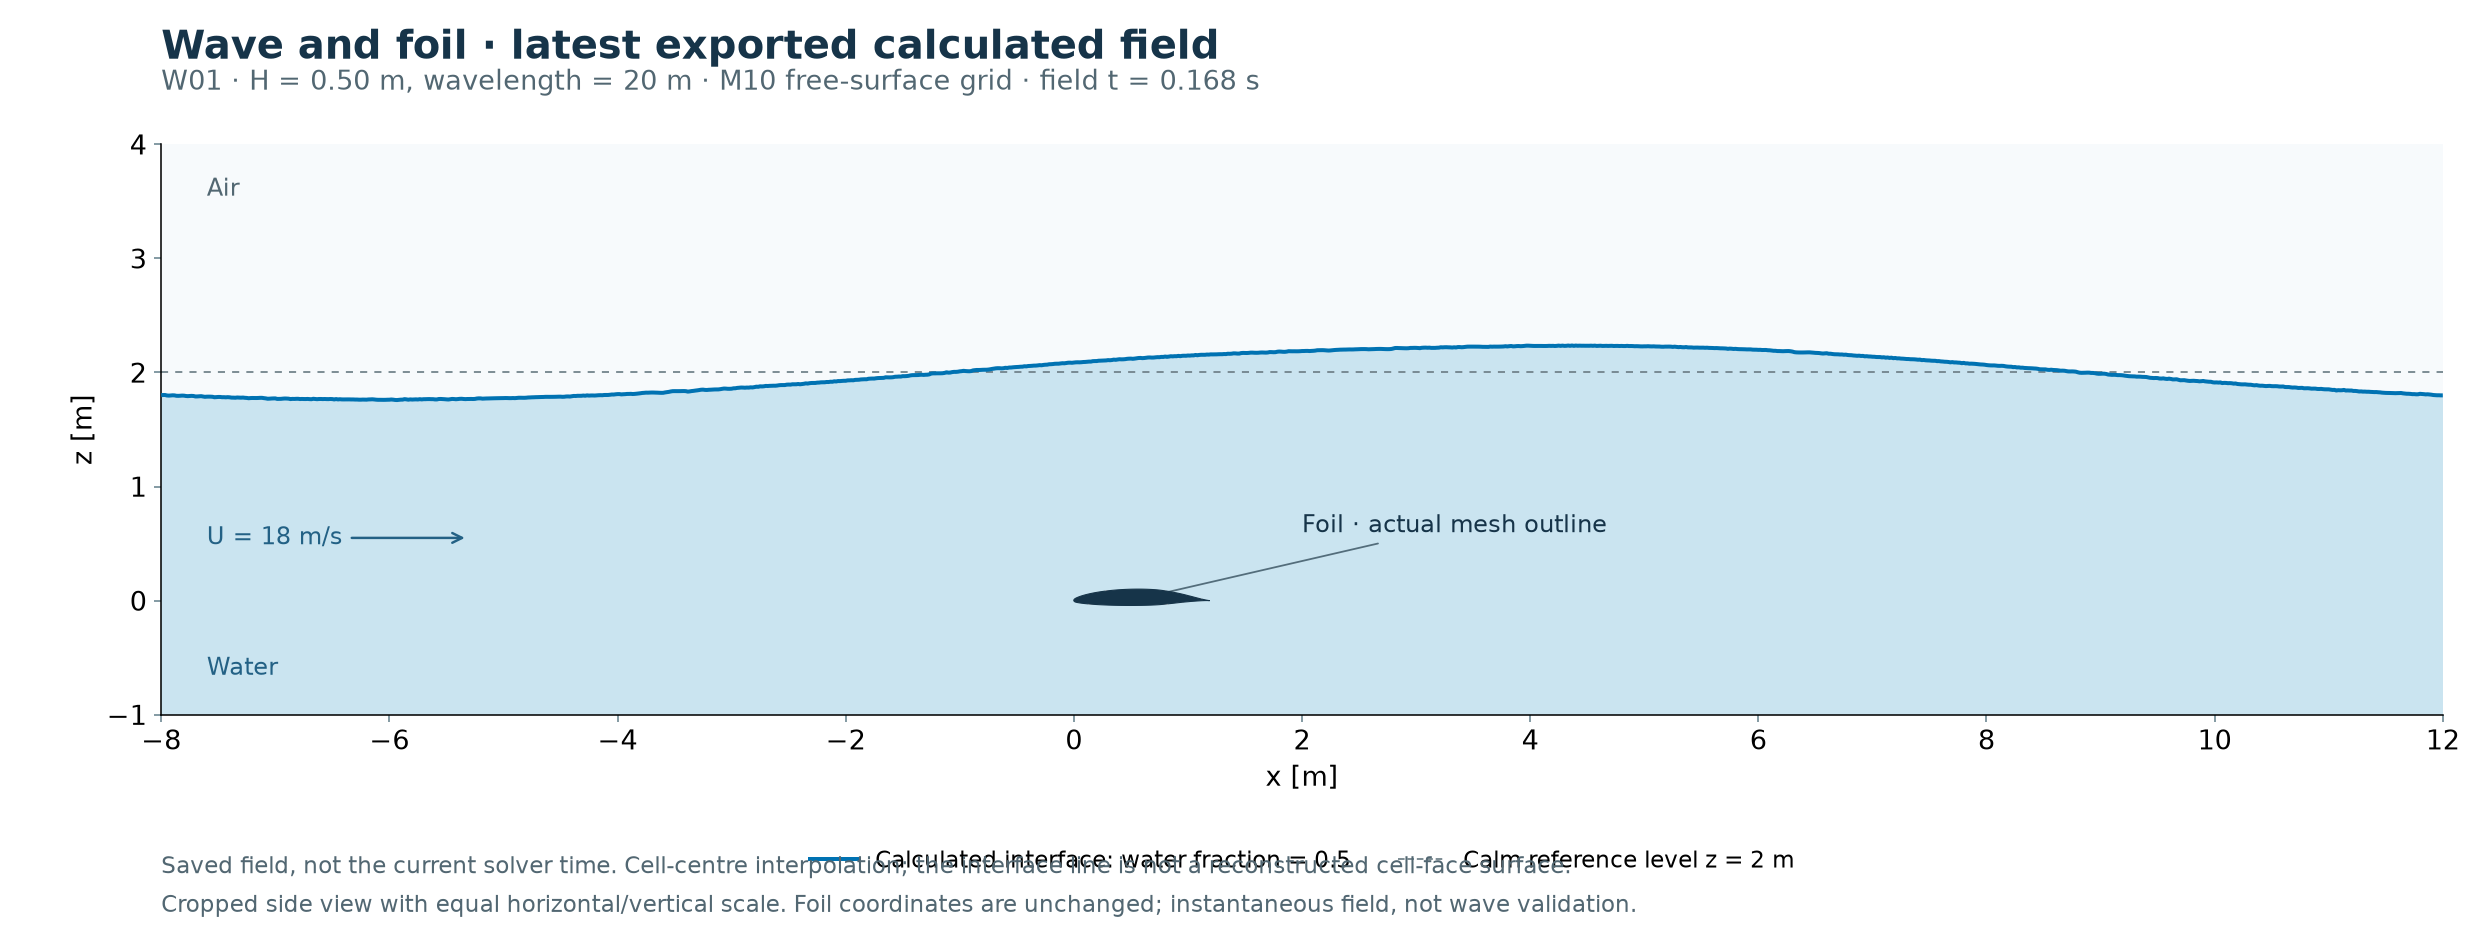 Wave and foil · latest exported calculated field
W01 · H = 0.50 m, wavelength = 20 m · M10 free-surface grid · field t = 0.168 s
4
Air
3
2
z [m]
1
Foil · actual mesh outline
U = 18 m/s
0
Water
−1
−8 −6 −4 −2 0 2 4 6 8 10 12
x [m]
Calculated interface: water fraction = 0.5 Calm reference level z = 2 m
Saved field, not the current solver time. Cell-centre interpolation; the interface line is not a reconstructed cell-face surface.
Cropped side view with equal horizontal/vertical scale. Foil coordinates are unchanged; instantaneous field, not wave validation.